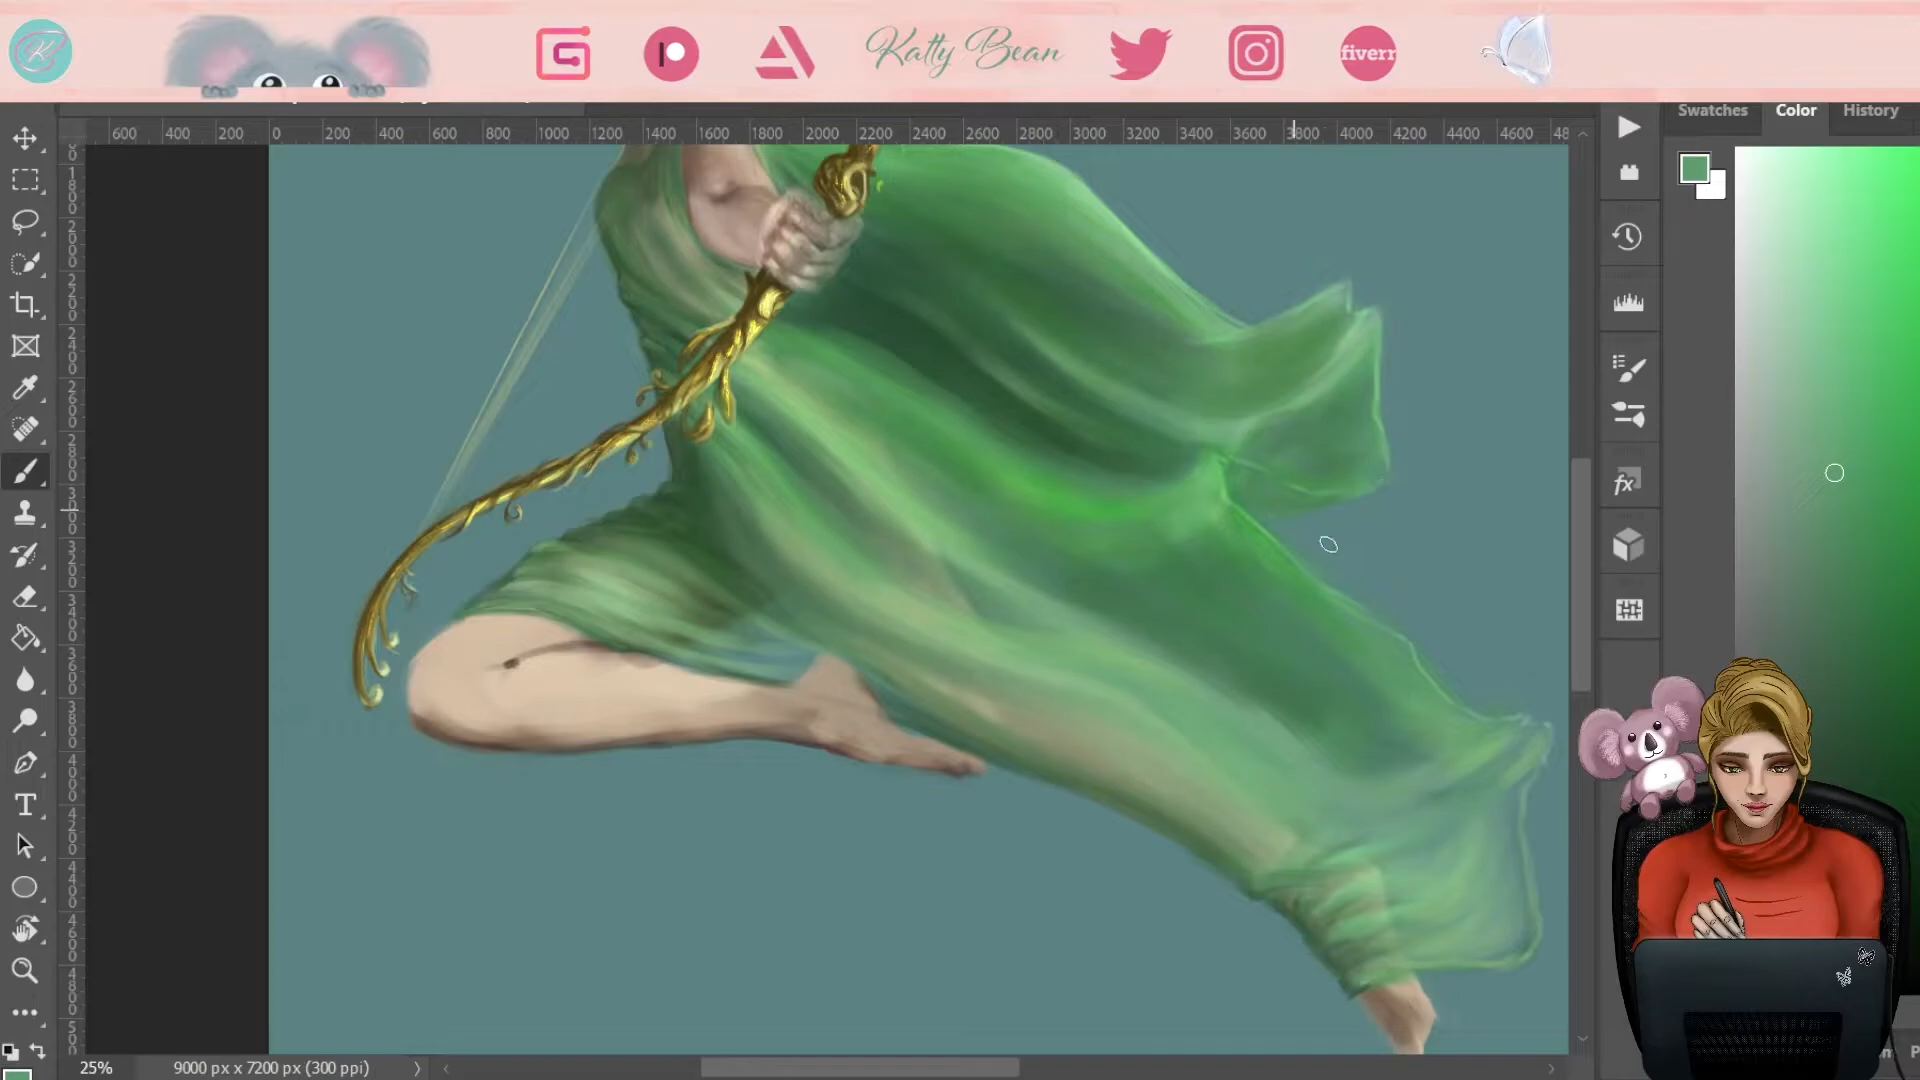 Katty Bean
fiverr
Swatches Color History
600 400 200 0 200 400 600 800 1000 1200 1400 1600 1800 2000 2200 2400 2600 2800 3000 3200 3400 3600 3800 4000 4200 4400 4600 48
25% 9000 px x 7200 px (300 ppi)